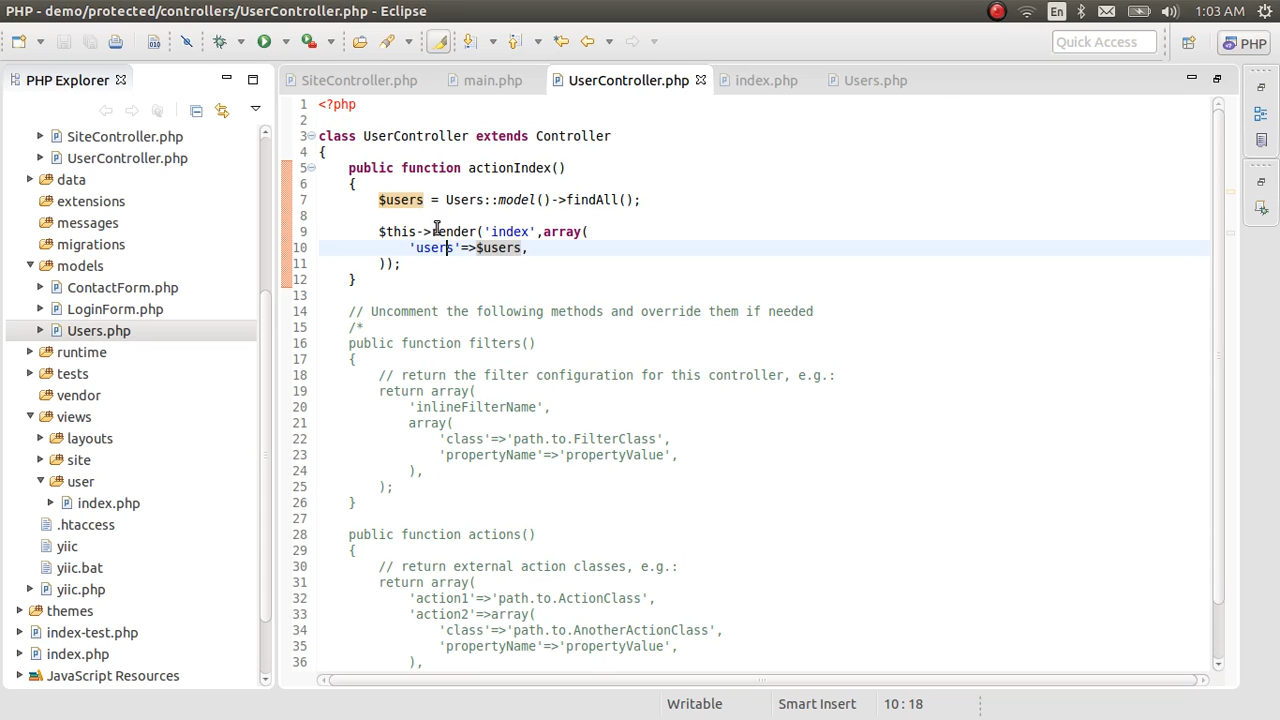 PHP - demo/protected/controllers/UserController.php - Eclipse
En
1:03 AM
Quick Access
PHP
PHP Explorer
SiteController.php
UserController.php
data
extensions
messages
migrations
models
ContactForm.php
LoginForm.php
Users.php
runtime
tests
vendor
views
layouts
site
user
index.php
.htaccess
yiic
yiic.bat
yiic.php
themes
index-test.php
index.php
JavaScript Resources
SiteController.php
main.php
UserController.php
index.php
Users.php
1 <?php
2
3 class UserController extends Controller
4 {
5 public function actionIndex()
6 {
7 $users = Users::model()->findAll();
8
9 $this->render('index',array(
10 'users'=>$users,
11 ));
12 }
13
14 // Uncomment the following methods and override them if needed
15 /*
16 public function filters()
17 {
18 // return the filter configuration for this controller, e.g.:
19 return array(
20 'inlineFilterName',
21 array(
22 'class'=>'path.to.FilterClass',
23 'propertyName'=>'propertyValue',
24 ),
25 );
26 }
27
28 public function actions()
29 {
30 // return external action classes, e.g.:
31 return array(
32 'action1'=>'path.to.ActionClass',
33 'action2'=>array(
34 'class'=>'path.to.AnotherActionClass',
35 'propertyName'=>'propertyValue',
36 ),
Writable
Smart Insert
10 : 18